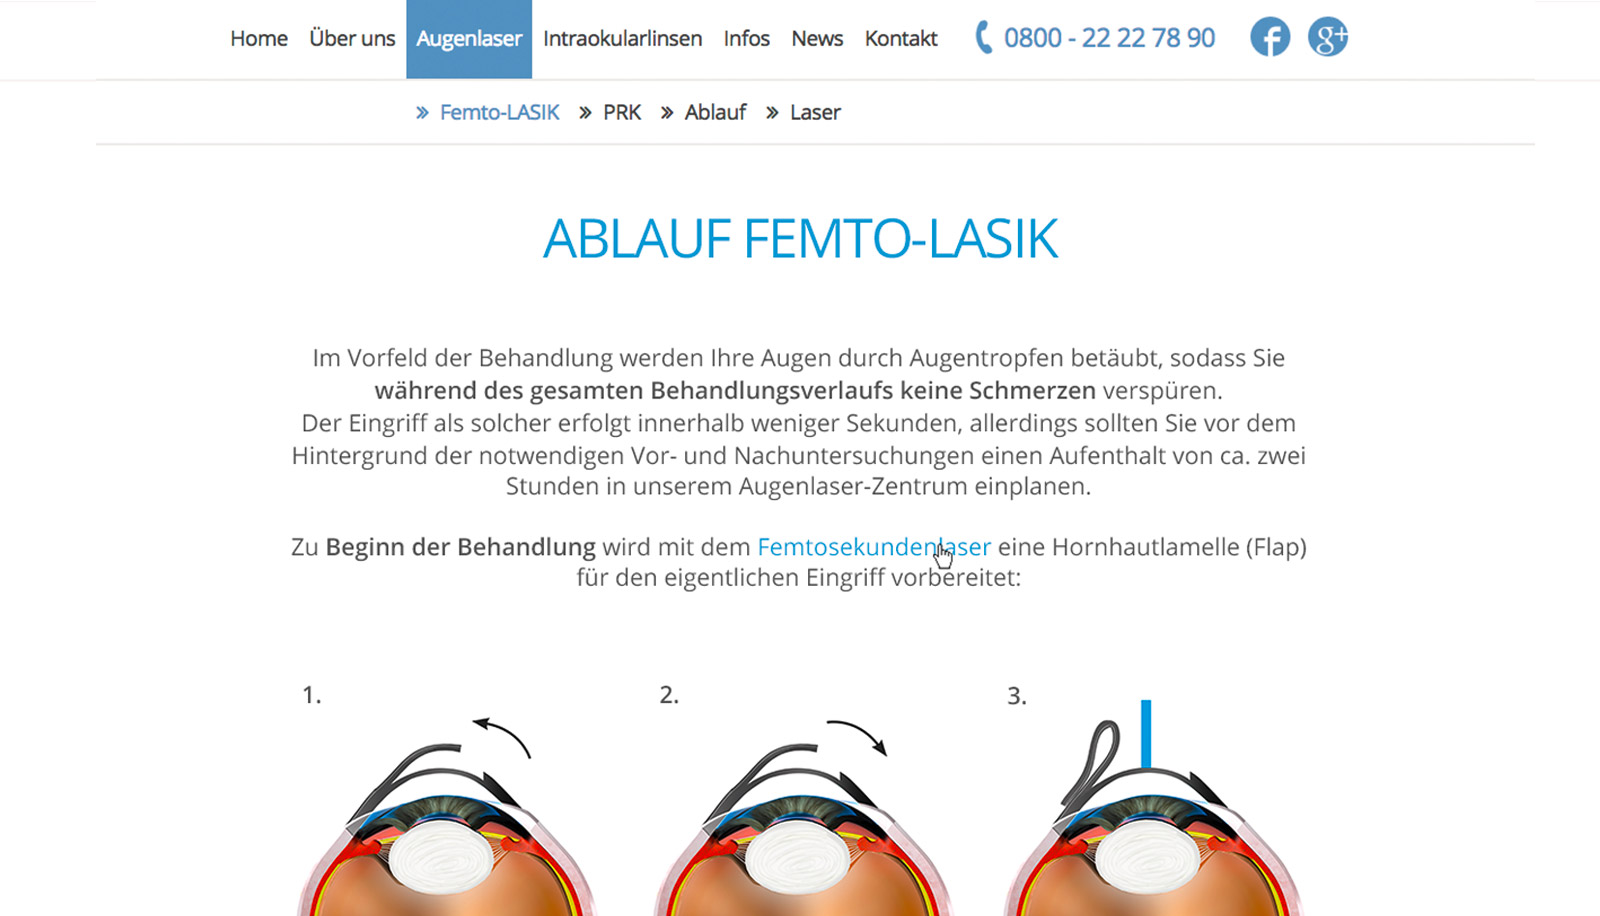 Home Über uns Augenlaser Intraokularlinsen Infos News Kontakt 0800 - 22 22 78 90 f g+
» Femto-LASIK » PRK » Ablauf » Laser
ABLAUF FEMTO-LASIK
Im Vorfeld der Behandlung werden Ihre Augen durch Augentropfen betäubt, sodass Sie
während des gesamten Behandlungsverlaufs keine Schmerzen verspüren.
Der Eingriff als solcher erfolgt innerhalb weniger Sekunden, allerdings sollten Sie vor dem
Hintergrund der notwendigen Vor- und Nachuntersuchungen einen Aufenthalt von ca. zwei
Stunden in unserem Augenlaser-Zentrum einplanen.
Zu Beginn der Behandlung wird mit dem Femtosekundenlaser eine Hornhautlamelle (Flap)
für den eigentlichen Eingriff vorbereitet:
1. 2. 3.